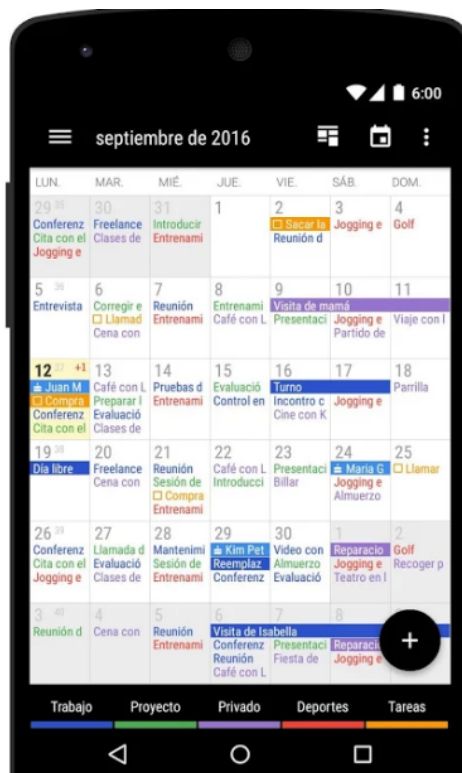 6:00
septiembre de 2016
LUN. MAR. MIÉ. JUE. VIE. SÁB. DOM.
29 35
Conferenz
Cita con el
Jogging e
30
Freelance
Clases de
31
Introducir
Entrenami
1
2
Sacar la
Reunión d
3
Jogging e
4
Golf
5 36
Entrevista
6
Corregir e
Llamad
Cena con
7
Reunión
Entrenami
8
Entrenami
Café con L
9
Visita de mamá
Presentaci
10
Jogging e
Partido de
11
Viaje con l
12 37 +1
Juan M
Compra
Conferenz
Cita con el
13
Café con L
Preparar l
Evaluació
Clases de
14
Pruebas d
Entrenami
15
Evaluació
Control en
16
Turno
Incontro c
Cine con K
17
Jogging e
18
Parrilla
19 38
Día libre
20
Freelance
Cena con
21
Reunión
Sesión de
Compra
Entrenami
22
Café con L
Introducci
23
Presentaci
Billar
24
Maria G
Jogging e
Almuerzo
25
Llamar
26 39
Conferenz
Cita con el
Jogging e
27
Llamada d
Evaluació
Clases de
28
Mantenimi
Sesión de
Entrenami
29
Kim Pet
Reemplaz
Conferenz
30
Video con
Almuerzo
Evaluació
1
Reparacio
Jogging e
Teatro en l
2
Golf
Recoger p
3 40
Reunión d
4
Cena con
5
Reunión
Entrenami
6
Visita de Isabella
Conferenz
Reunión
Café con L
7
Presentaci
Fiesta de
8
Reparaci
Jogging e
+
Trabajo Proyecto Privado Deportes Tareas